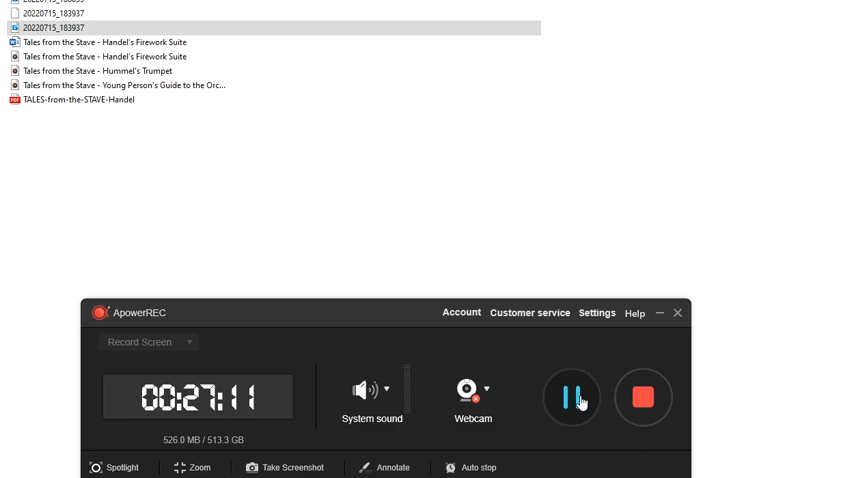 20220715_183937
20220715_183937
Tales from the Stave - Handel's Firework Suite
Tales from the Stave - Handel's Firework Suite
Tales from the Stave - Hummel's Trumpet
Tales from the Stave - Young Person's Guide to the Orc...
PDF TALES-from-the-STAVE-Handel
ApowerREC Account Customer service Settings Help
Record Screen
00:27:11
System sound Webcam
526.0 MB / 513.3 GB
Spotlight Zoom Take Screenshot Annotate Auto stop